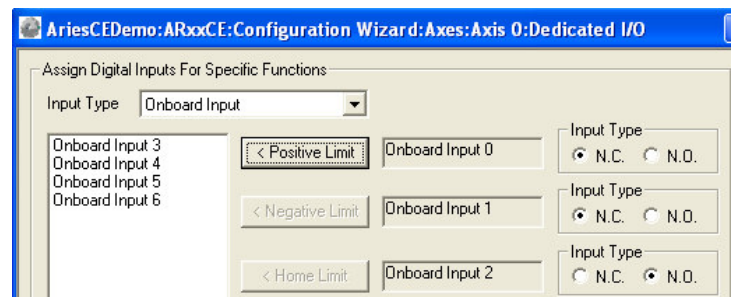 AriesCEDemo:ARxxCE:Configuration Wizard:Axes:Axis 0:Dedicated I/O
Assign Digital Inputs For Specific Functions
Input Type Onboard Input
Onboard Input 3
Onboard Input 4
Onboard Input 5
Onboard Input 6
< Positive Limit Onboard Input 0
Input Type
N.C. N.O.
< Negative Limit Onboard Input 1
Input Type
N.C. N.O.
< Home Limit Onboard Input 2
Input Type
N.C. N.O.